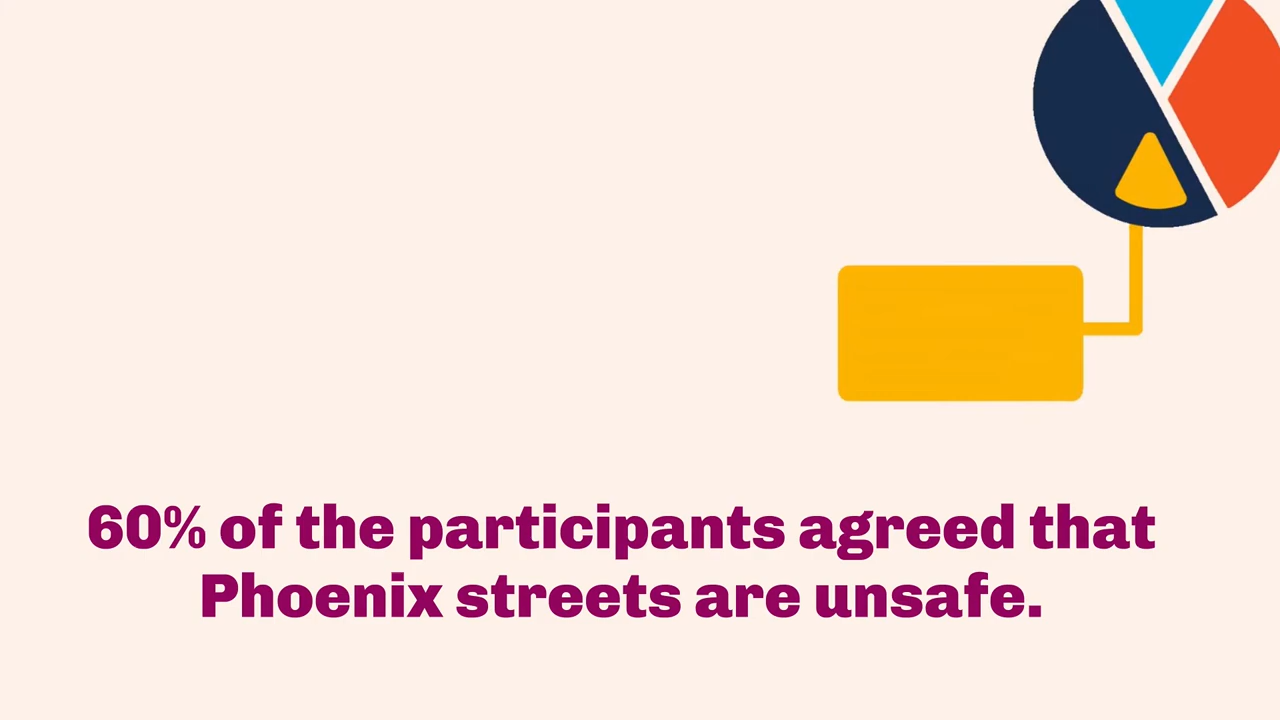 60% of the participants agreed that
Phoenix streets are unsafe.